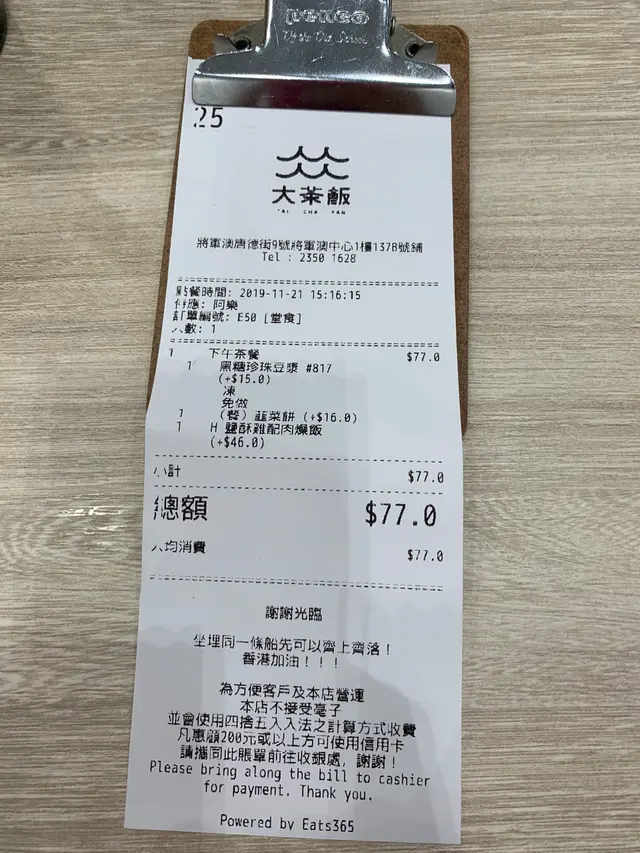 penco
25
大茶飯
TAI CHA FAN
將軍澳唐德街9號將軍澳中心1樓137B號鋪
Tel : 2350 1628
點餐時間: 2019-11-21 15:16:15
侍應: 阿樂
訂單編號: E50 [堂食]
人數: 1
1 下午茶餐 $77.0
1 黑糖珍珠豆漿 #817
(+$15.0)
凍
免做
1 (餐) 韮菜餅 (+$16.0)
1 H 鹽酥雞配肉燥飯
(+$46.0)
小計 $77.0
總額 $77.0
人均消費 $77.0
謝謝光臨
坐埋同一條船先可以齊上齊落!
香港加油!!!
為方便客戶及本店營運
本店不接受毫子
並會使用四捨五入入法之計算方式收費
凡惠顧200元或以上方可使用信用卡
請攜同此賬單前往收銀處, 謝謝!
Please bring along the bill to cashier
for payment. Thank you.
Powered by Eats365